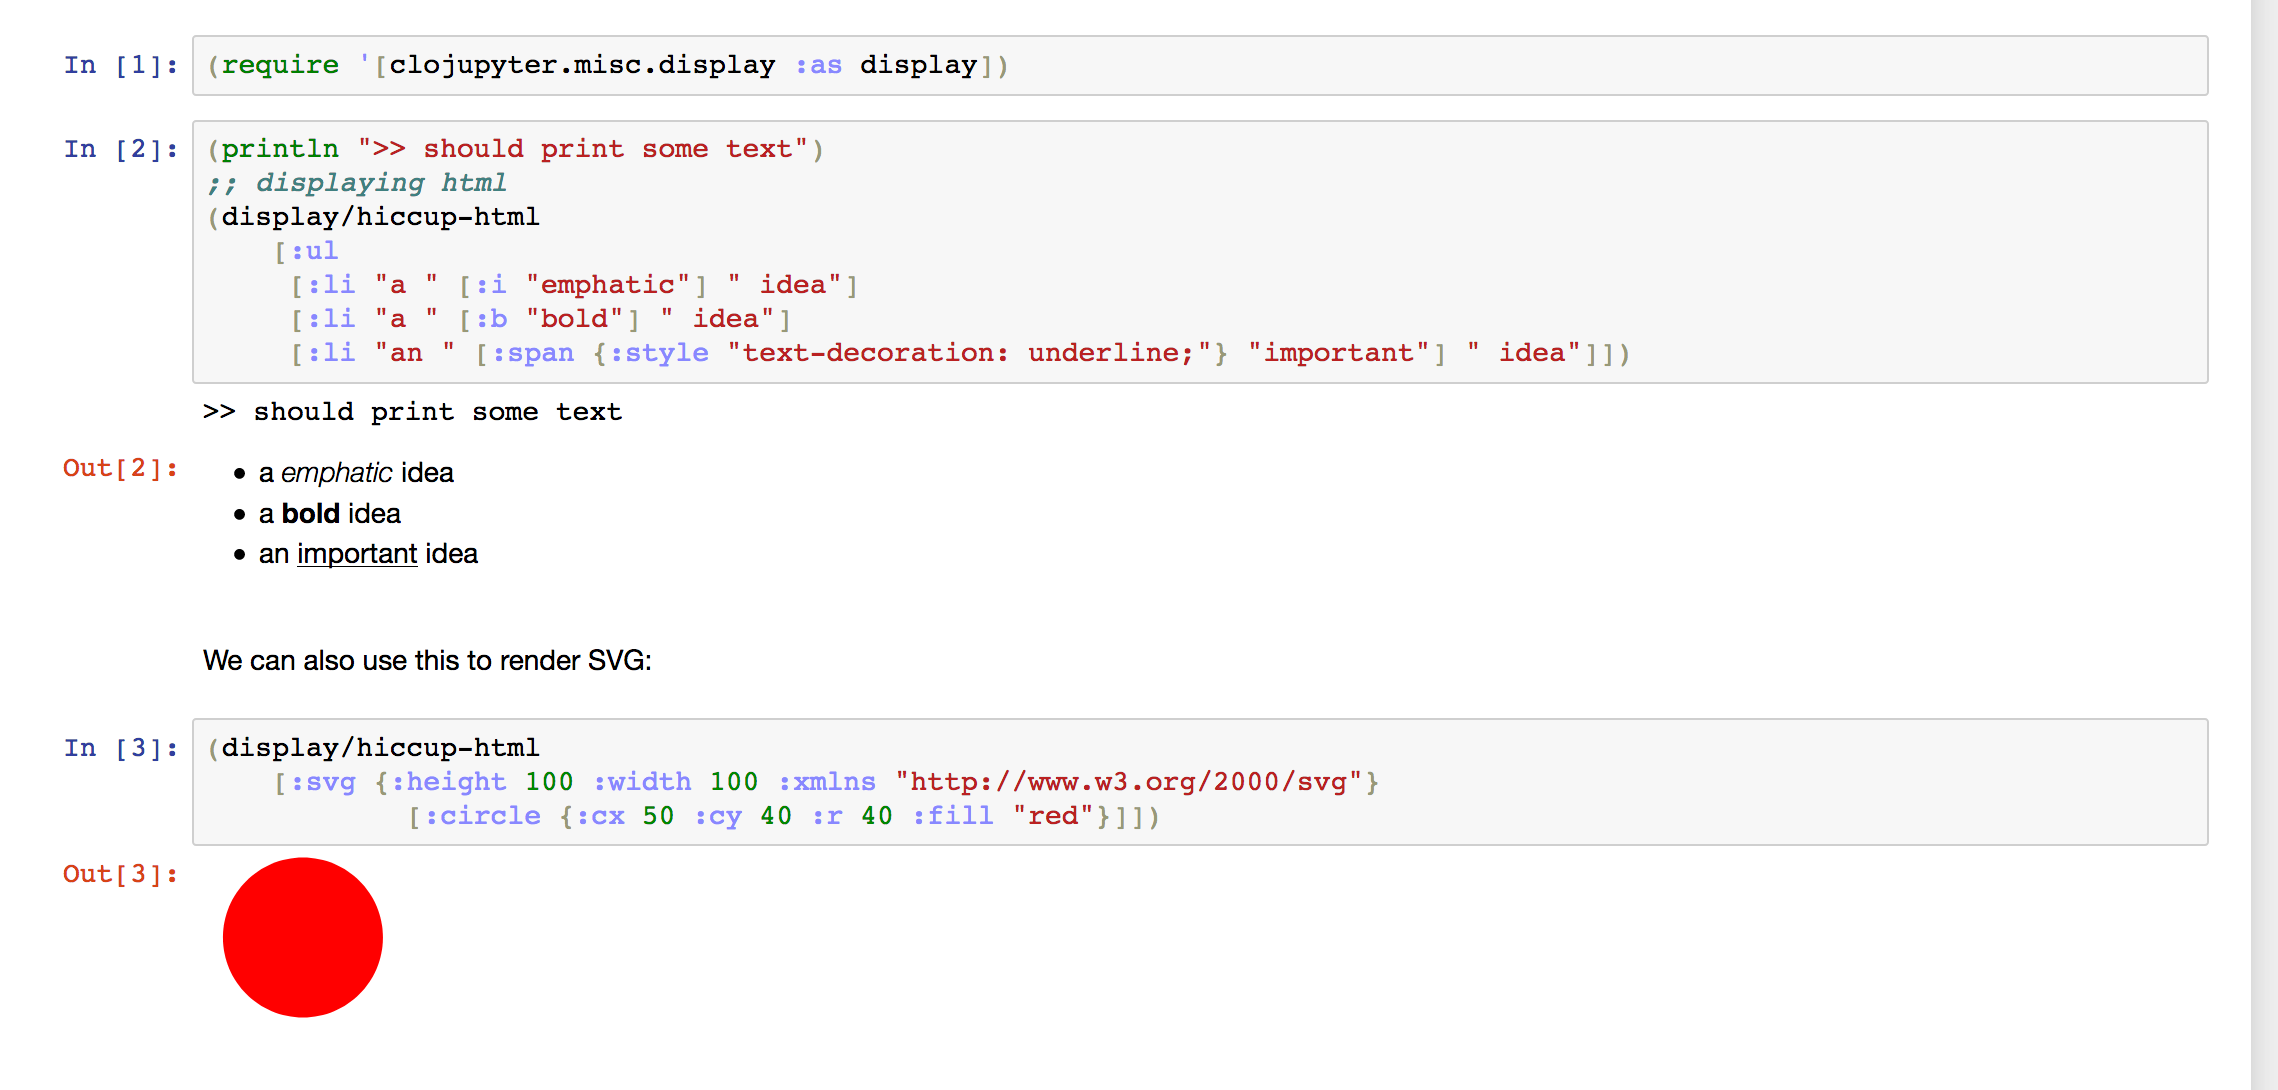 In [1]: (require '[clojupyter.misc.display :as display])
In [2]: (println ">> should print some text")
;; displaying html
(display/hiccup-html
    [:ul
     [:li "a " [:i "emphatic"] " idea"]
     [:li "a " [:b "bold"] " idea"]
     [:li "an " [:span {:style "text-decoration: underline;"} "important"] " idea"]])
>> should print some text
Out[2]: • a emphatic idea
• a bold idea
• an important idea
We can also use this to render SVG:
In [3]: (display/hiccup-html
    [:svg {:height 100 :width 100 :xmlns "http://www.w3.org/2000/svg"}
            [:circle {:cx 50 :cy 40 :r 40 :fill "red"}]])
Out[3]: